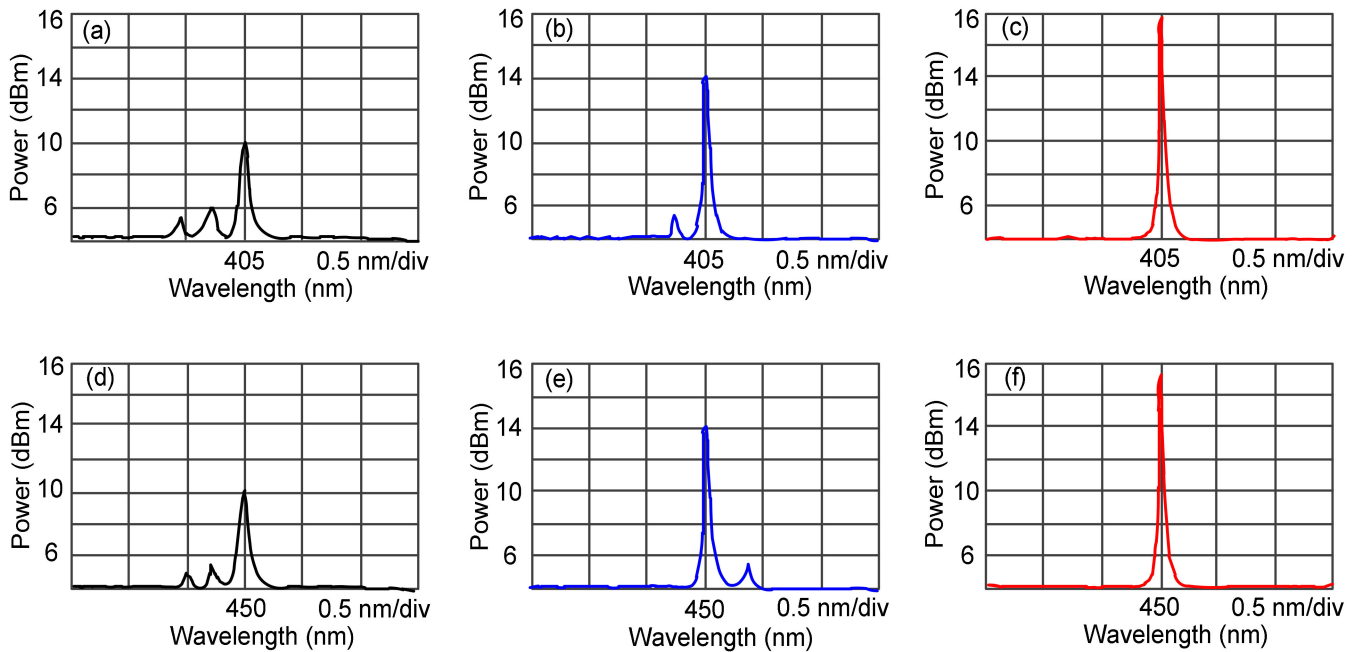 (a)
16
14
10
6
Power (dBm)
405
0.5 nm/div
Wavelength (nm)
(b)
16
14
10
6
Power (dBm)
405
0.5 nm/div
Wavelength (nm)
(c)
16
14
10
6
Power (dBm)
405
0.5 nm/div
Wavelength (nm)
(d)
16
14
10
6
Power (dBm)
450
0.5 nm/div
Wavelength (nm)
(e)
16
14
10
6
Power (dBm)
450
0.5 nm/div
Wavelength (nm)
(f)
16
14
10
6
Power (dBm)
450
0.5 nm/div
Wavelength (nm)